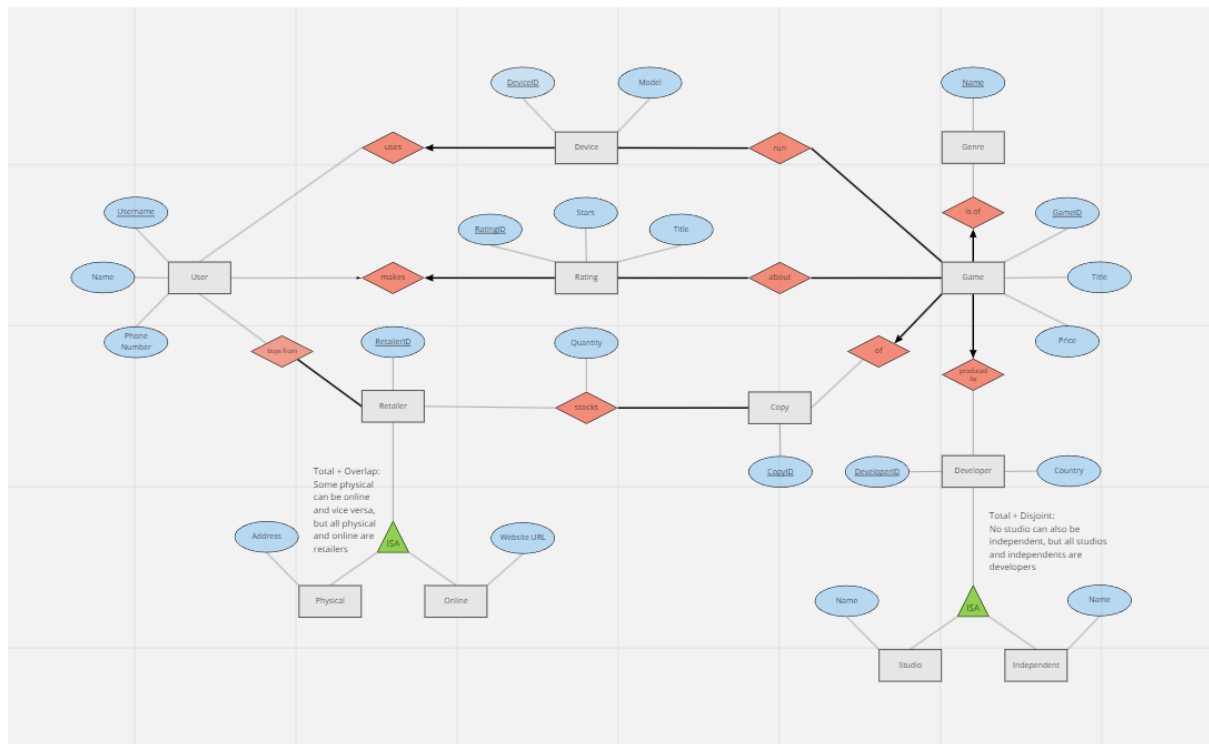 DeviceID
Model
Name
uses
Device
run
Genre
Username
RatingID
Stars
Title
is of
GameID
Name
User
makes
Rating
about
Game
Title
Phone
Number
buys from
RetailerID
Quantity
of
Price
produced
by
Retailer
stocks
Copy
Total + Overlap:
Some physical
can be online
and vice versa,
but all physical
and online are
retailers
CopyID
DeveloperID
Developer
Country
Total + Disjoint:
No studio can also be
independent, but all studios
and independents are
developers
Address
ISA
Website URL
Physical
Online
Name
ISA
Name
Studio
Independent